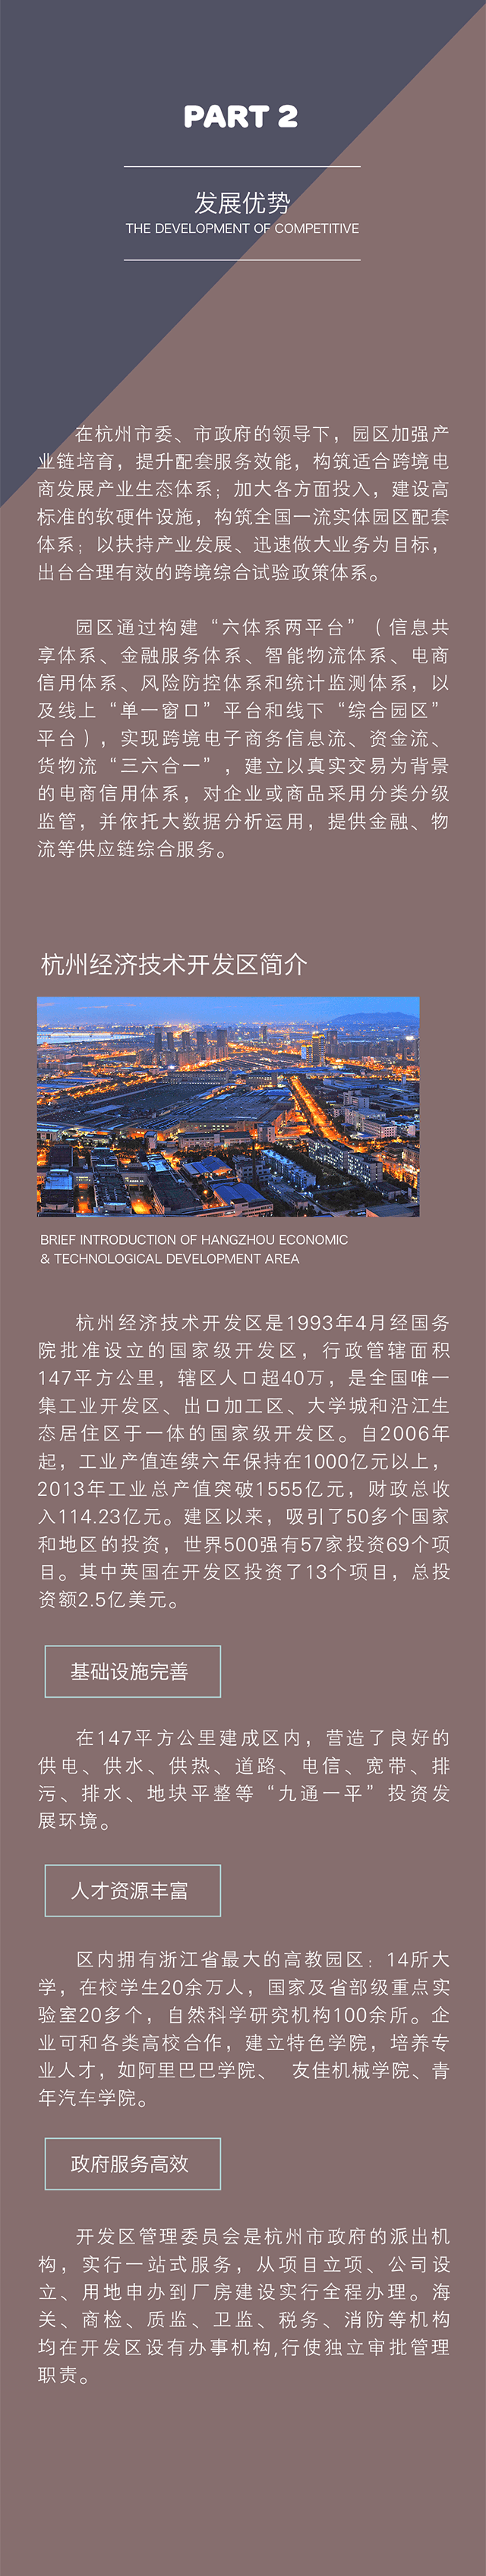 PART 2
发展优势
THE DEVELOPMENT OF COMPETITIVE
在杭州市委、市政府的领导下，园区加强产
业链培育，提升配套服务效能，构筑适合跨境电
商发展产业生态体系；加大各方面投入，建设高
标准的软硬件设施，构筑全国一流实体园区配套
体系；以扶持产业发展、迅速做大业务为目标，
出台合理有效的跨境综合试验政策体系。
园区通过构建“六体系两平台”（信息共
享体系、金融服务体系、智能物流体系、电商
信用体系、风险防控体系和统计监测体系，以
及线上“单一窗口”平台和线下“综合园区”
平台），实现跨境电子商务信息流、资金流、
货物流“三六合一”，建立以真实交易为背景
的电商信用体系，对企业或商品采用分类分级
监管，并依托大数据分析运用，提供金融、物
流等供应链综合服务。
杭州经济技术开发区简介
BRIEF INTRODUCTION OF HANGZHOU ECONOMIC
& TECHNOLOGICAL DEVELOPMENT AREA
杭州经济技术开发区是1993年4月经国务
院批准设立的国家级开发区，行政管辖面积
147平方公里，辖区人口超40万，是全国唯一
集工业开发区、出口加工区、大学城和沿江生
态居住区于一体的国家级开发区。自2006年
起，工业产值连续六年保持在1000亿元以上，
2013年工业总产值突破1555亿元，财政总收
入114.23亿元。建区以来，吸引了50多个国家
和地区的投资，世界500强有57家投资69个项
目。其中英国在开发区投资了13个项目，总投
资额2.5亿美元。
基础设施完善
在147平方公里建成区内，营造了良好的
供电、供水、供热、道路、电信、宽带、排
污、排水、地块平整等“九通一平”投资发
展环境。
人才资源丰富
区内拥有浙江省最大的高教园区：14所大
学，在校学生20余万人，国家及省部级重点实
验室20多个，自然科学研究机构100余所。企
业可和各类高校合作，建立特色学院，培养专
业人才，如阿里巴巴学院、 友佳机械学院、青
年汽车学院。
政府服务高效
开发区管理委员会是杭州市政府的派出机
构，实行一站式服务，从项目立项、公司设
立、用地申办到厂房建设实行全程办理。海
关、商检、质监、卫监、税务、消防等机构
均在开发区设有办事机构,行使独立审批管理
职责。